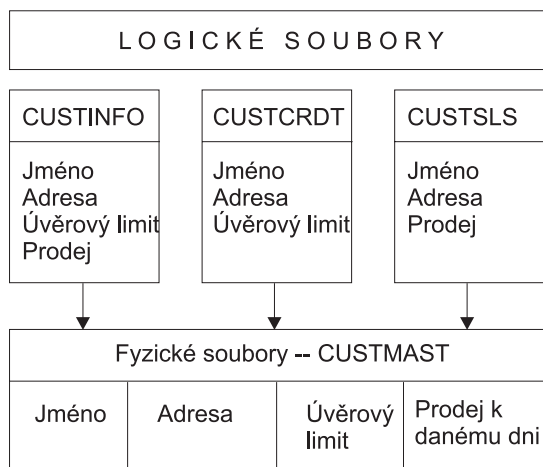 LOGICKÉ SOUBORY
CUSTINFO
Jméno
Adresa
Úvěrový limit
Prodej
CUSTCRDT
Jméno
Adresa
Úvěrový limit
CUSTSLS
Jméno
Adresa
Prodej
Fyzické soubory -- CUSTMAST
Jméno
Adresa
Úvěrový
limit
Prodej k
danému dni